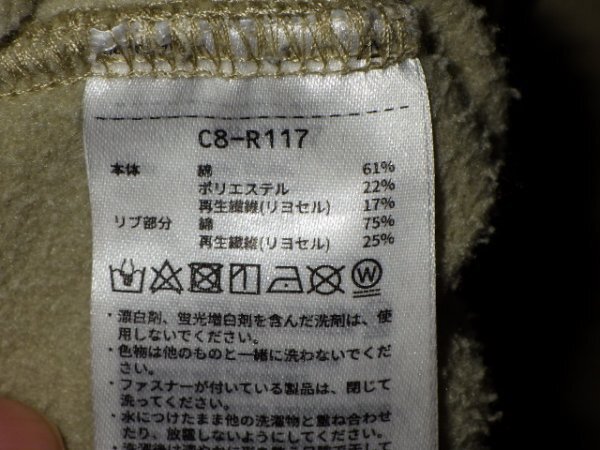 C8-R117
本体 綿 61%
ポリエステル 22%
再生繊維(リヨセル) 17%
リブ部分 綿 75%
再生繊維(リヨセル) 25%
W
・漂白剤、蛍光増白剤を含んだ洗剤は、使
用しないでください。
・色物は他のものと一緒に洗わないでくだ
さい。
・ファスナーが付いている製品は、閉じて
洗ってください。
・水につけたまま他の洗濯物と重ね合わせ
たり、放置しないようにしてください。